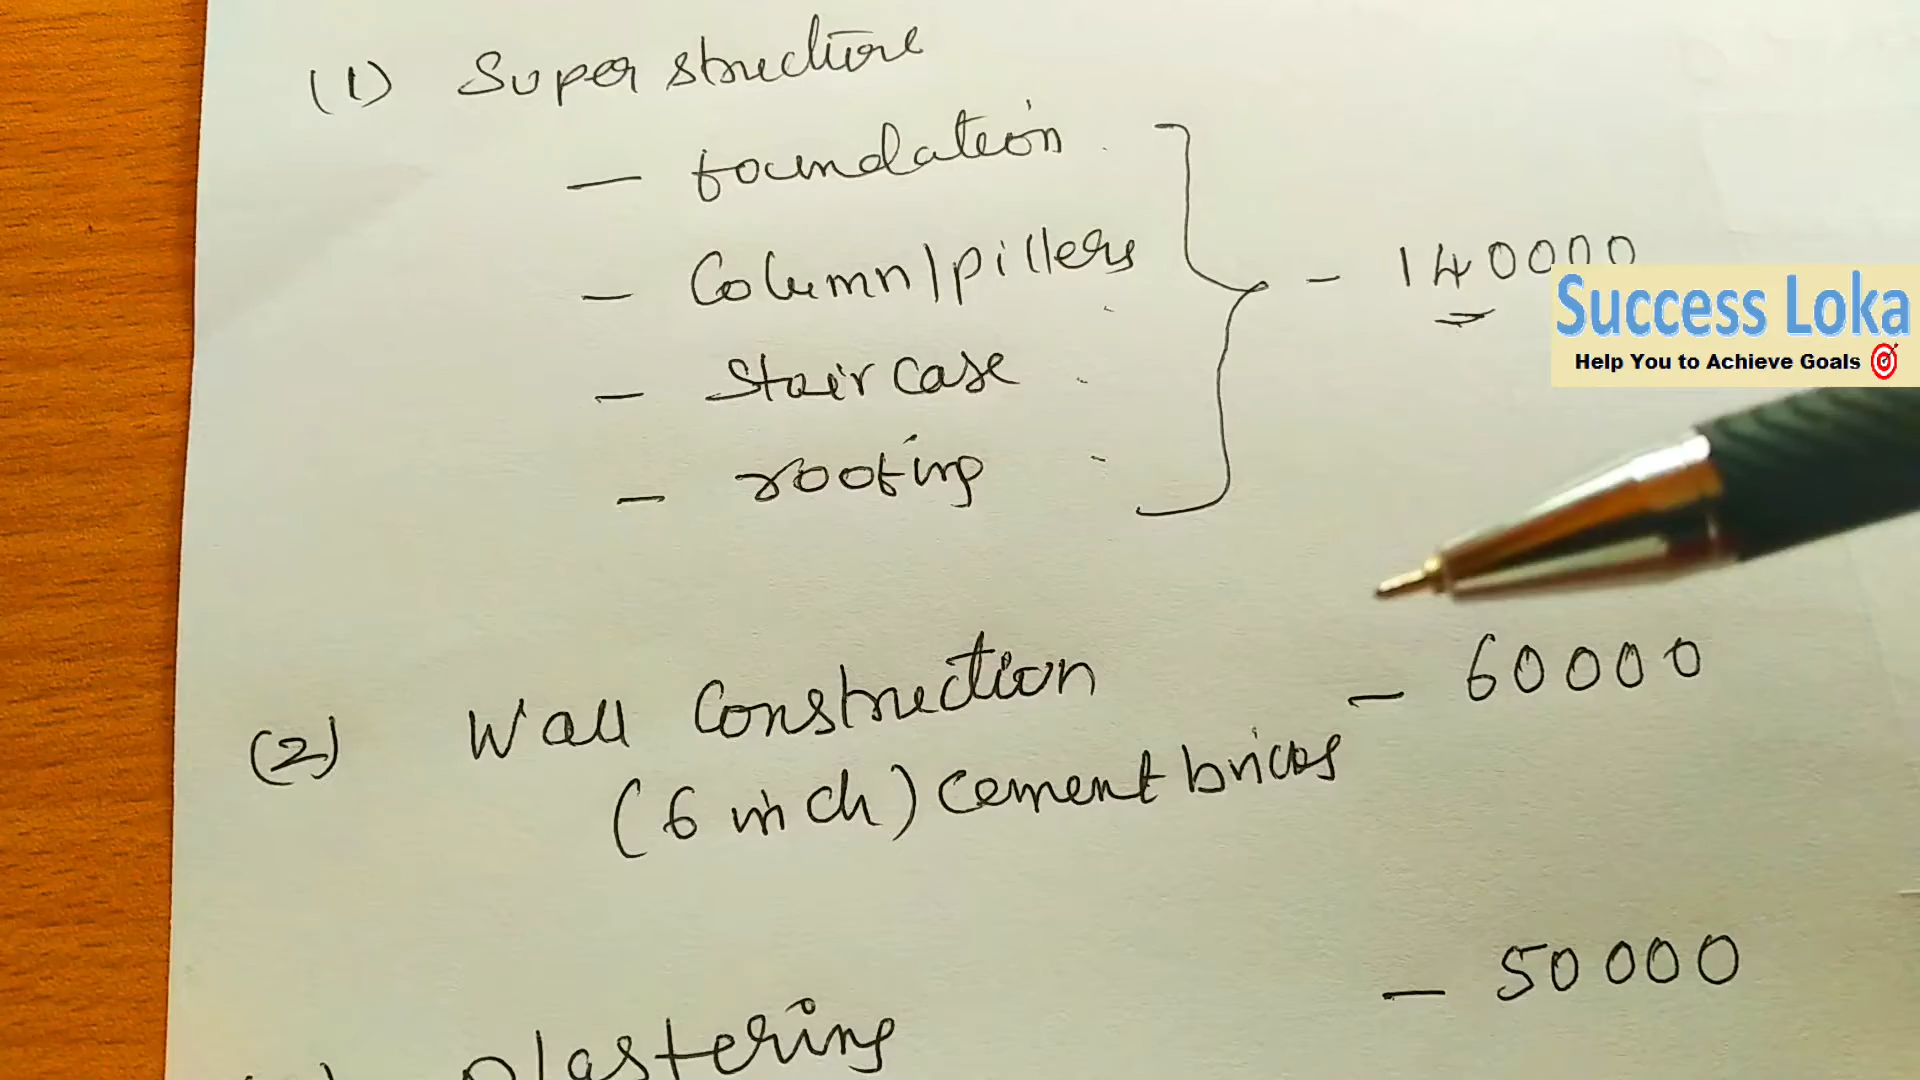 (1) Super structure
- foundation
- Column/pillers - 140000
- Stair case
- roofing
(2) Wall Construction - 60000
(6 inch) cement brics
plastering - 50000
Success Loka
Help You to Achieve Goals